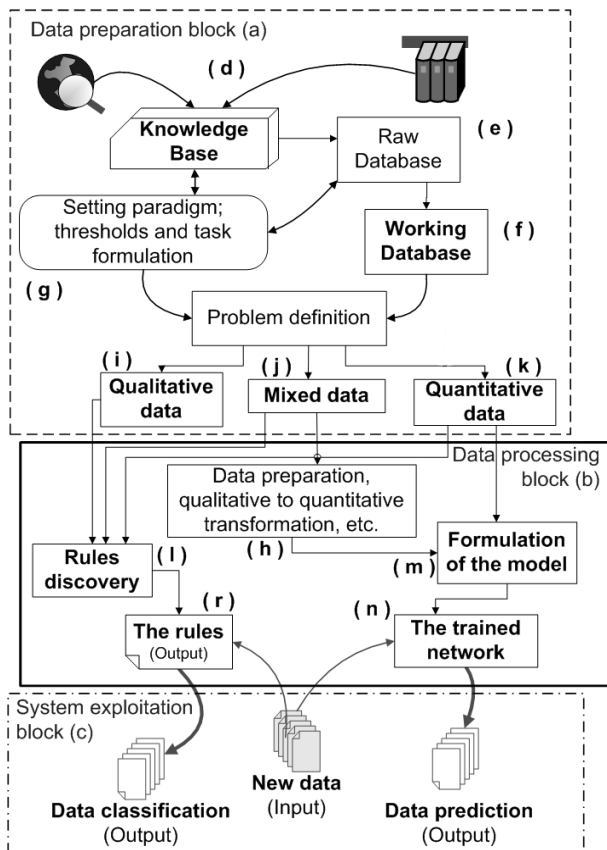 Data preparation block (a)
( d )
Knowledge
Base
( e )
Raw
Database
Setting paradigm;
thresholds and task
formulation
( g )
Working
Database
( f )
Problem definition
( i )
( j )
( k )
Qualitative
data
Mixed data
Quantitative
data
Data processing
block (b)
Data preparation,
qualitative to quantitative
transformation, etc.
( h )
Rules
discovery
( l )
Formulation
of the model
( m )
( r )
( n )
The rules
(Output)
The trained
network
System exploitation
block (c)
Data classification
(Output)
New data
(Input)
Data prediction
(Output)